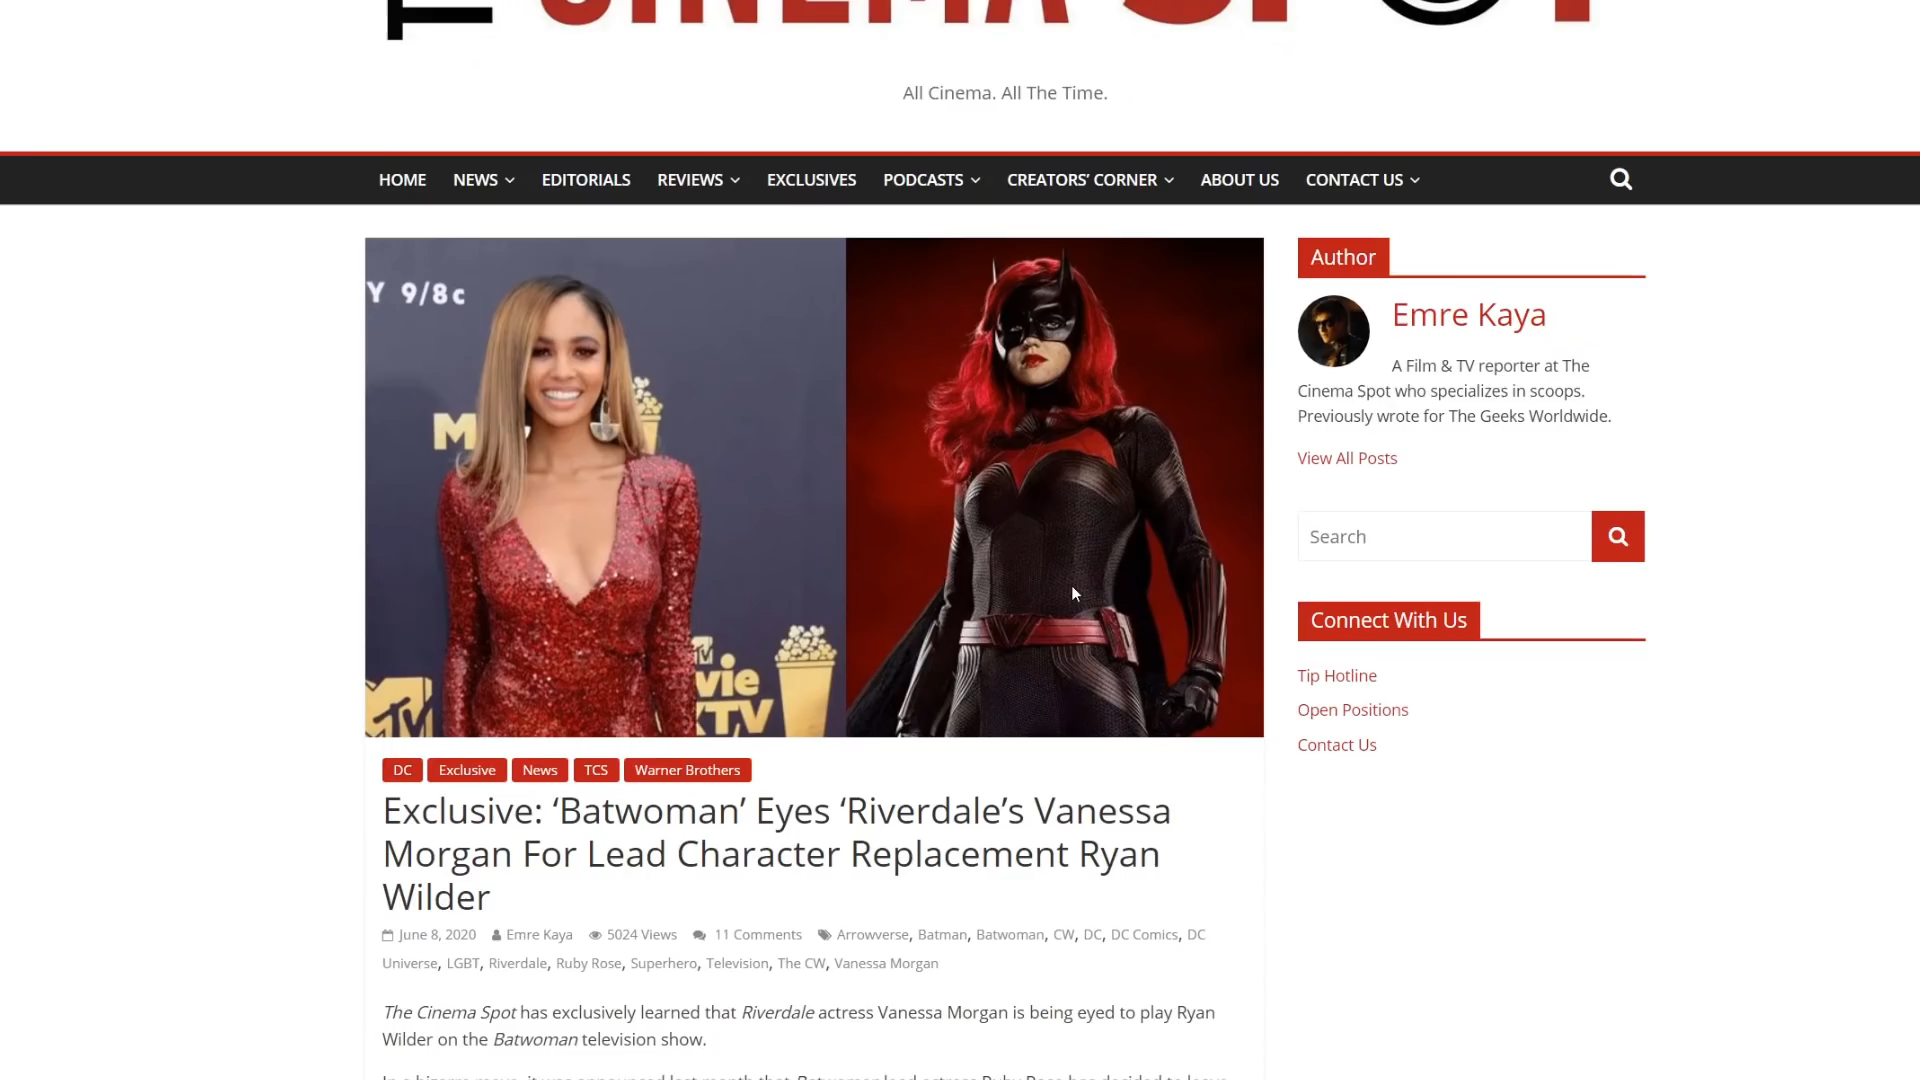 CINEMA SPOT
All Cinema. All The Time.
HOME NEWS EDITORIALS REVIEWS EXCLUSIVES PODCASTS CREATORS' CORNER ABOUT US CONTACT US
Y 9/8c
M
MTV
MTV
vie
TV
Author
Emre Kaya
A Film & TV reporter at The
Cinema Spot who specializes in scoops.
Previously wrote for The Geeks Worldwide.
View All Posts
Search
Connect With Us
Tip Hotline
Open Positions
Contact Us
DC Exclusive News TCS Warner Brothers
Exclusive: ‘Batwoman’ Eyes ‘Riverdale’s Vanessa
Morgan For Lead Character Replacement Ryan
Wilder
June 8, 2020 Emre Kaya 5024 Views 11 Comments Arrowverse, Batman, Batwoman, CW, DC, DC Comics, DC
Universe, LGBT, Riverdale, Ruby Rose, Superhero, Television, The CW, Vanessa Morgan
The Cinema Spot has exclusively learned that Riverdale actress Vanessa Morgan is being eyed to play Ryan
Wilder on the Batwoman television show.